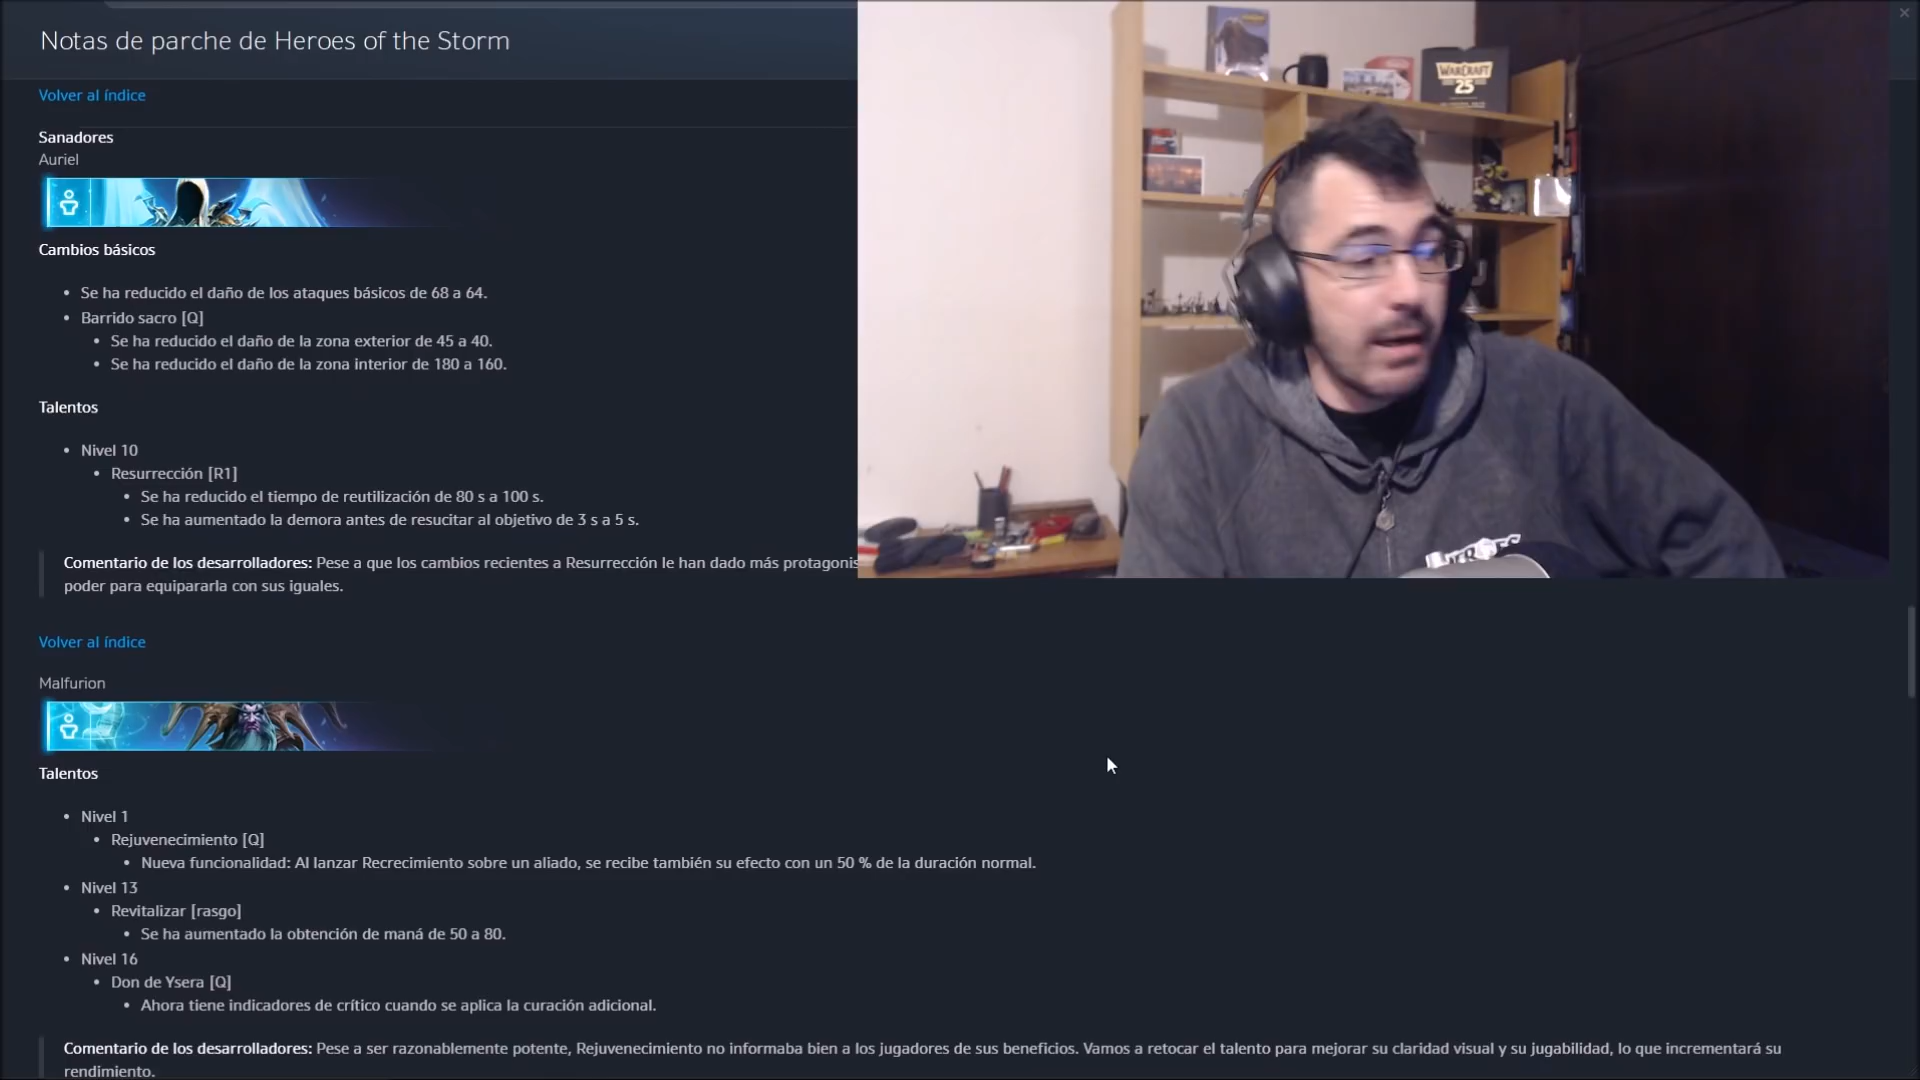 Notas de parche de Heroes of the Storm
Volver al índice
Sanadores
Auriel
Cambios básicos
Se ha reducido el daño de los ataques básicos de 68 a 64.
Barrido sacro [Q]
Se ha reducido el daño de la zona exterior de 45 a 40.
Se ha reducido el daño de la zona interior de 180 a 160.
Talentos
Nivel 10
Resurrección [R1]
Se ha reducido el tiempo de reutilización de 80 s a 100 s.
Se ha aumentado la demora antes de resucitar al objetivo de 3 s a 5 s.
Comentario de los desarrolladores: Pese a que los cambios recientes a Resurrección le han dado más protagonis
poder para equipararla con sus iguales.
Volver al índice
Malfurion
Talentos
Nivel 1
Rejuvenecimiento [Q]
Nueva funcionalidad: Al lanzar Recrecimiento sobre un aliado, se recibe también su efecto con un 50 % de la duración normal.
Nivel 13
Revitalizar [rasgo]
Se ha aumentado la obtención de maná de 50 a 80.
Nivel 16
Don de Ysera [Q]
Ahora tiene indicadores de crítico cuando se aplica la curación adicional.
Comentario de los desarrolladores: Pese a ser razonablemente potente, Rejuvenecimiento no informaba bien a los jugadores de sus beneficios. Vamos a retocar el talento para mejorar su claridad visual y su jugabilidad, lo que incrementará su
rendimiento.
WARCRAFT
25